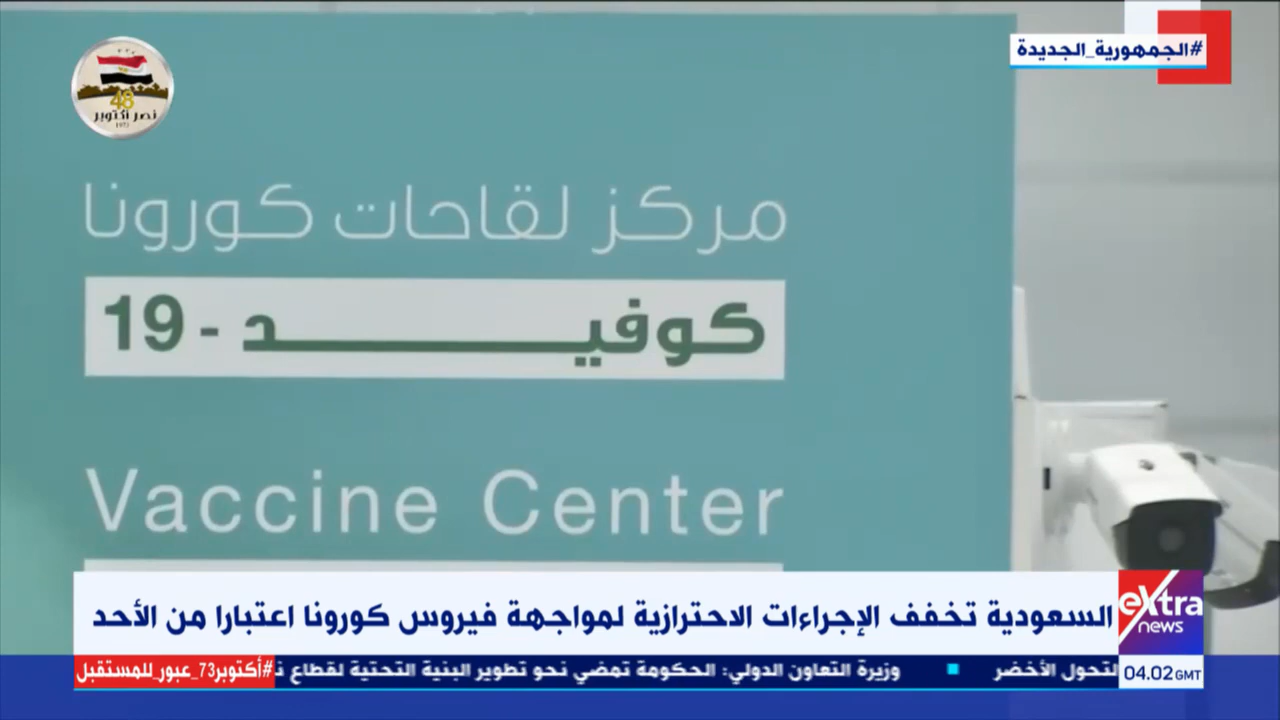 #الجمهورية_الجديدة
48
نصر أكتوبر
مركز لقاحات كورونا
كوفيد - 19
Vaccine Center
السعودية تخفف الإجراءات الاحترازية لمواجهة فيروس كورونا اعتبارا من الأحد
eXtra
news
04.02 GMT
لتحول الأخضر ■ وزيرة التعاون الدولي: الحكومة تمضي نحو تطوير البنية التحتية لقطاع
#أكتوبر73_عبور_للمستقبل